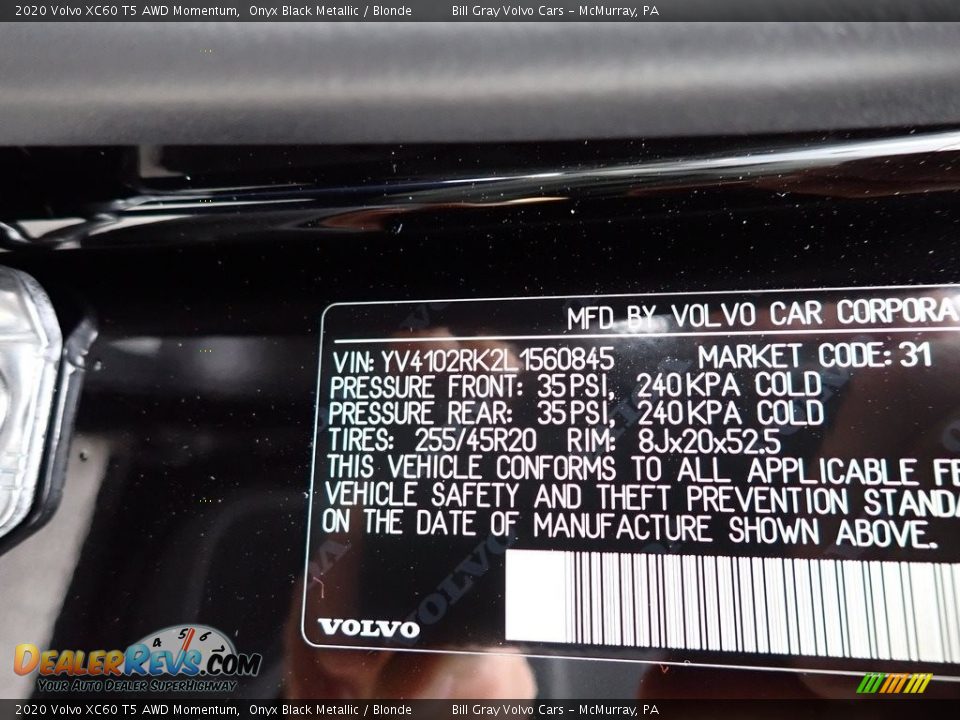 2020 Volvo XC60 T5 AWD Momentum, Onyx Black Metallic / Blonde Bill Gray Volvo Cars - McMurray, PA
MFD BY VOLVO CAR CORPORA
VIN: YV4102RK2L1560845 MARKET CODE: 31
PRESSURE FRONT: 35 PSI, 240 KPA COLD
PRESSURE REAR: 35 PSI, 240 KPA COLD
TIRES: 255/45R20 RIM: 8Jx20x52.5
THIS VEHICLE CONFORMS TO ALL APPLICABLE FE
VEHICLE SAFETY AND THEFT PREVENTION STANDA
ON THE DATE OF MANUFACTURE SHOWN ABOVE.
VOLVO
4 5 6
DealerRevs.com
Your Auto Dealer SuperHighway
2020 Volvo XC60 T5 AWD Momentum, Onyx Black Metallic / Blonde Bill Gray Volvo Cars - McMurray, PA